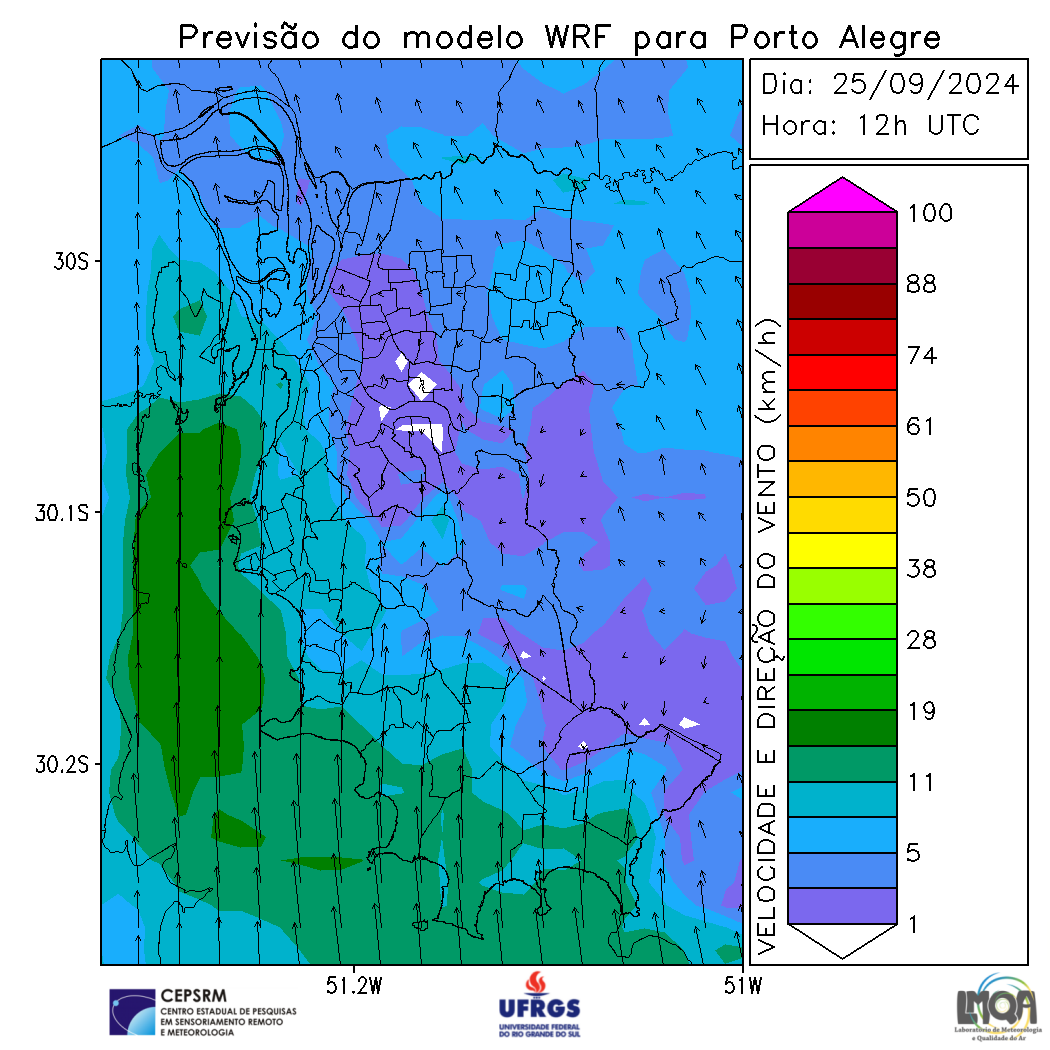 Previsão do modelo WRF para Porto Alegre
Dia: 25/09/2024
Hora: 12h UTC
30S
30.1S
30.2S
51.2W
51W
VELOCIDADE E DIREÇÃO DO VENTO (km/h)
100
88
74
61
50
38
28
19
11
5
1
CEPSRM
CENTRO ESTADUAL DE PESQUISAS
EM SENSORIAMENTO REMOTO
E METEOROLOGIA
UFRGS
UNIVERSIDADE FEDERAL
DO RIO GRANDE DO SUL
LMQA
Laboratório de Meteorologia
e Qualidade do Ar